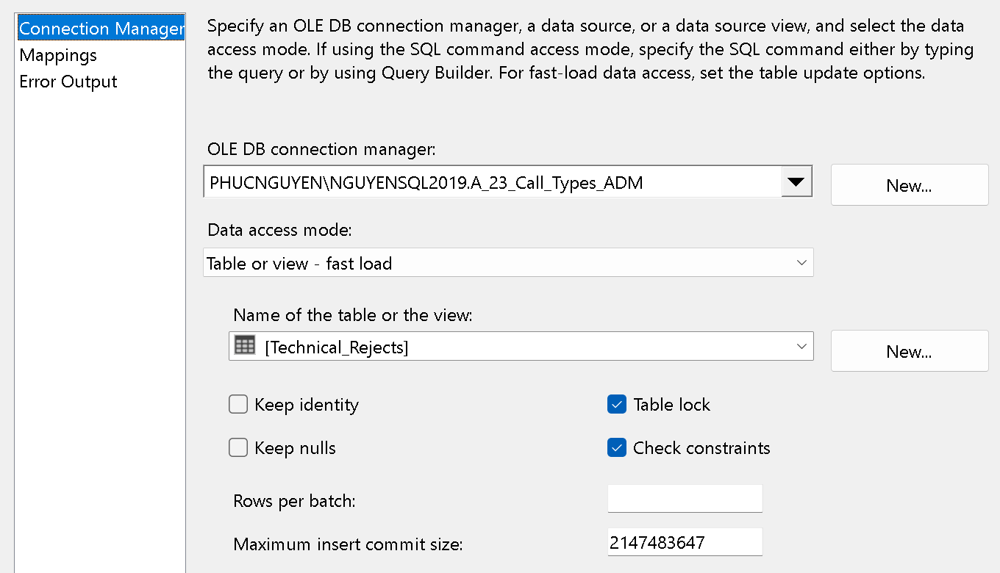 Connection Manager
Mappings
Error Output
Specify an OLE DB connection manager, a data source, or a data source view, and select the data
access mode. If using the SQL command access mode, specify the SQL command either by typing
the query or by using Query Builder. For fast-load data access, set the table update options.
OLE DB connection manager:
PHUCNGUYEN\NGUYENSQL2019.A_23_Call_Types_ADM
New...
Data access mode:
Table or view - fast load
Name of the table or the view:
[Technical_Rejects]
New...
Keep identity
Table lock
Keep nulls
Check constraints
Rows per batch:
Maximum insert commit size:
2147483647